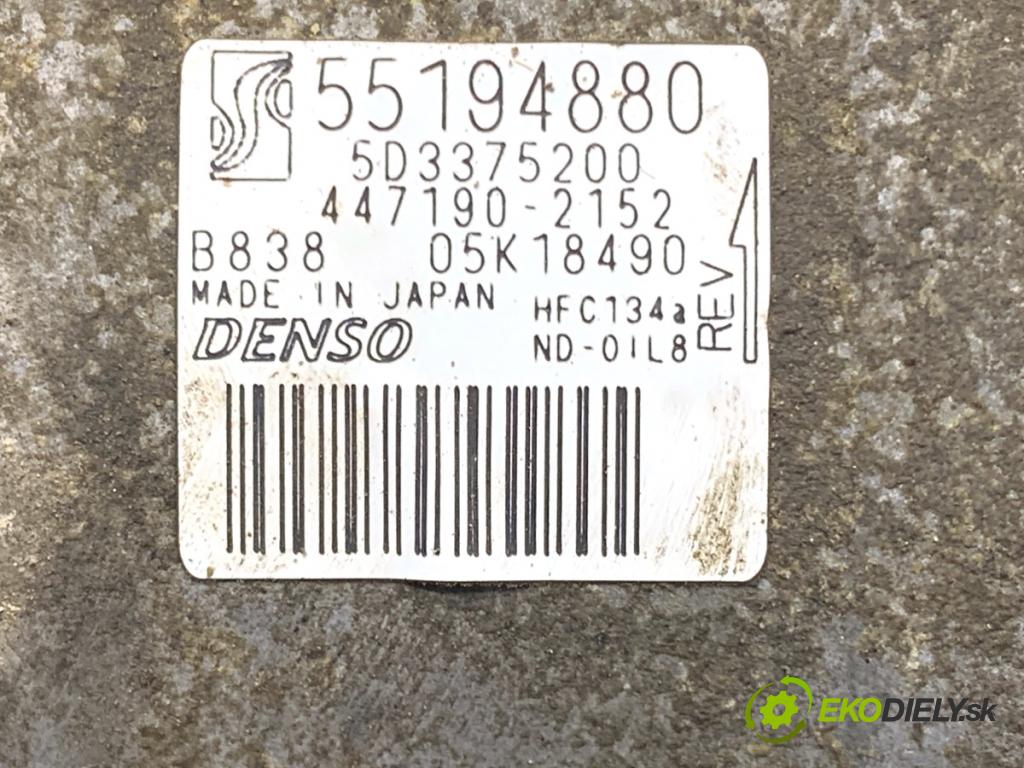 55194880
5D3375200
447190-2152
B838 05K18490
MADE IN JAPAN HFC134a
DENSO ND-OIL8
REV
EKODIELY.sk